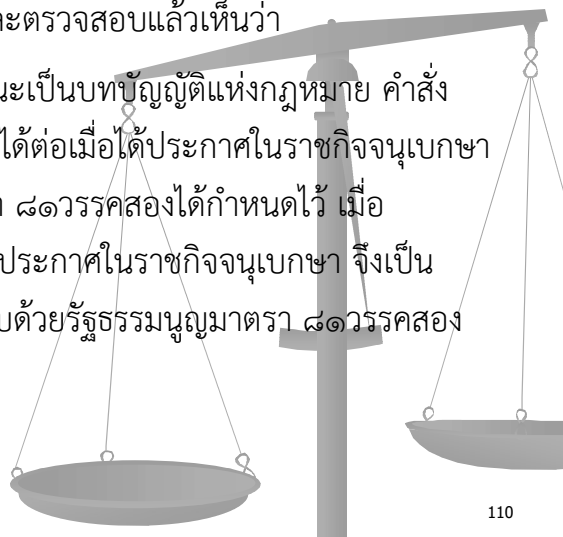 ละตรวจสอบแล้วเห็นว่า
นะเป็นบทบัญญัติแห่งกฎหมาย คำสั่ง
ได้ต่อเมื่อได้ประกาศในราชกิจจนุเบกษา
า ๘๑วรรคสองได้กำหนดไว้ เมื่อ
ประกาศในราชกิจจนุเบกษา จึงเป็น
บด้วยรัฐธรรมนูญมาตรา ๘๑วรรคสอง
110